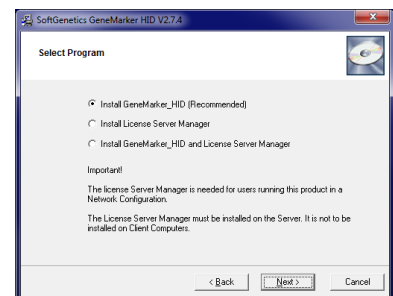 SoftGenetics GeneMarker HID V2.7.4
Select Program
Install GeneMarker_HID (Recommended)
Install License Server Manager
Install GeneMarker_HID and License Server Manager
Important!
The license Server Manager is needed for users running this product in a
Network Configuration.
The License Server Manager must be installed on the Server. It is not to be
installed on Client Computers.
< Back Next > Cancel